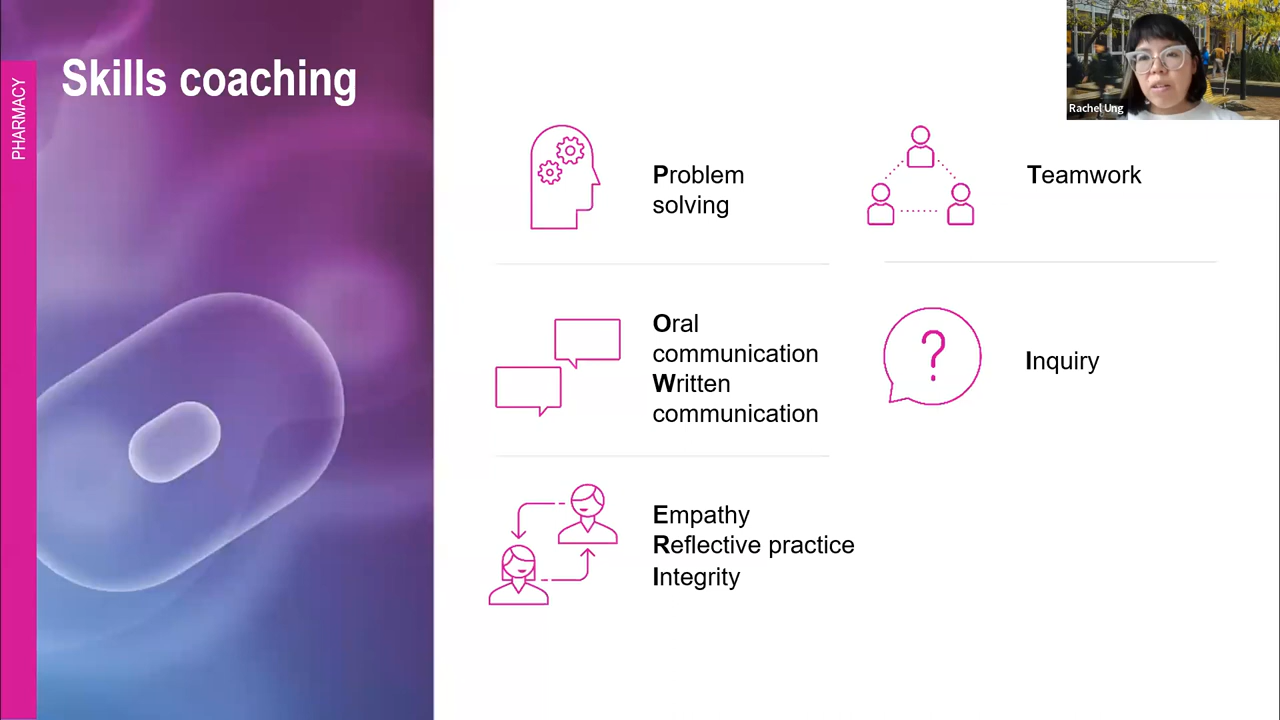 PHARMACY
Skills coaching
Problem
solving
Oral
communication
Written
communication
Empathy
Reflective practice
Integrity
Teamwork
?
Inquiry
Rachel Ung